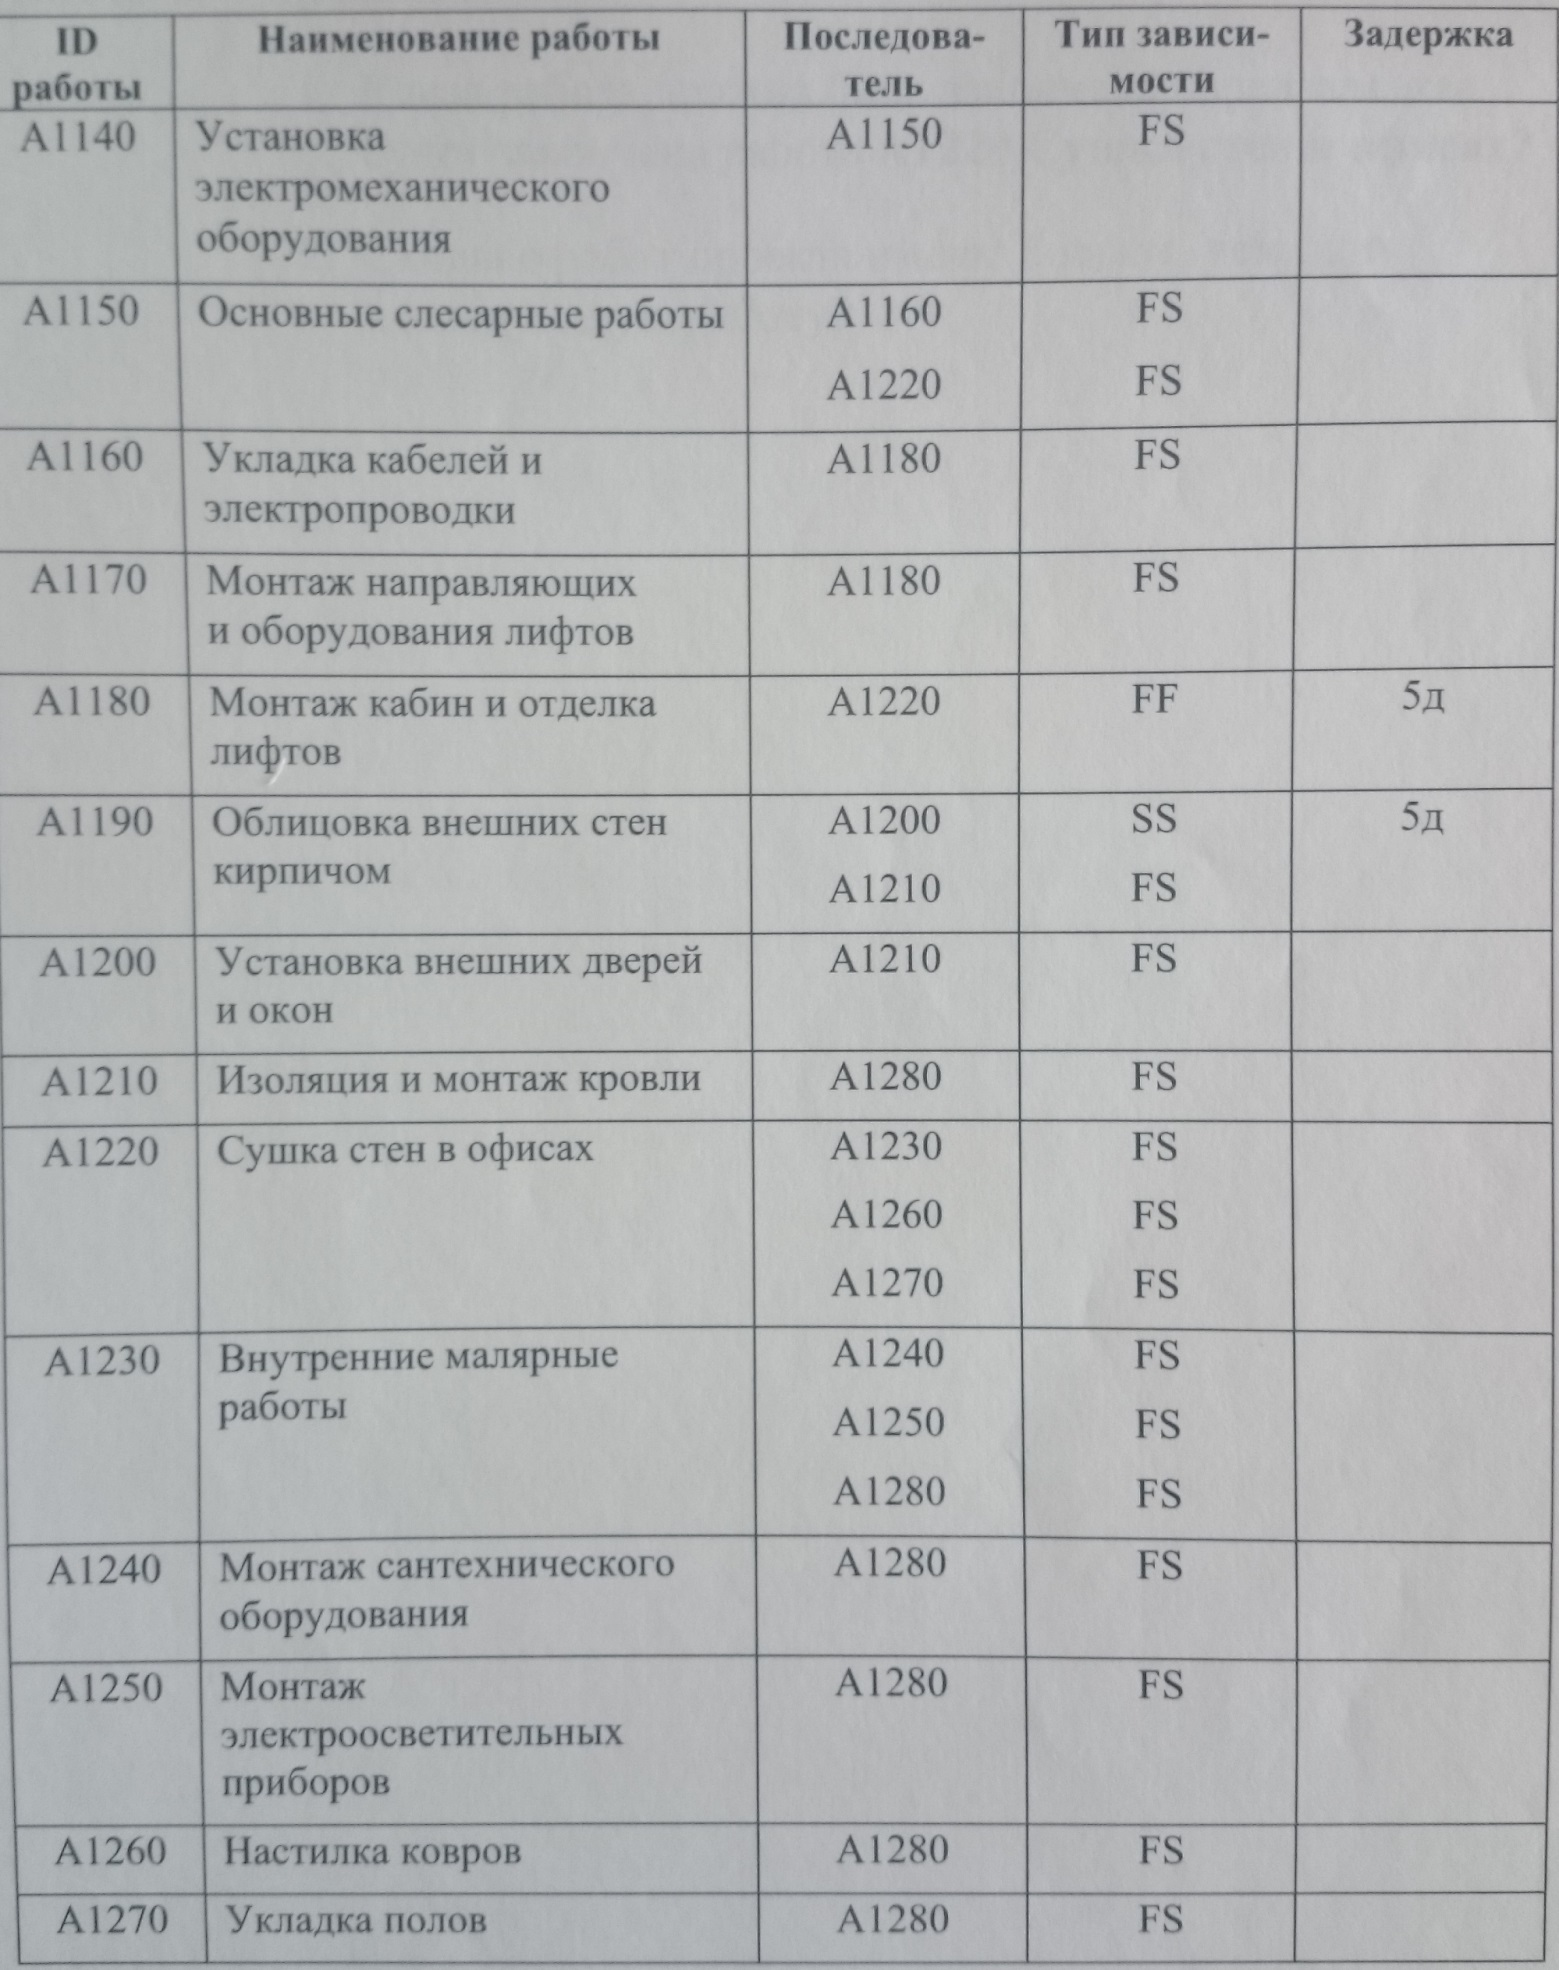 ID
работы
Наименование работы
Последова-
тель
Тип зависи-
мости
Задержка
A1140
Установка
электромеханического
оборудования
A1150
FS
A1150
Основные слесарные работы
A1160
FS
A1220
FS
A1160
Укладка кабелей и
электропроводки
A1180
FS
A1170
Монтаж направляющих
и оборудования лифтов
A1180
FS
A1180
Монтаж кабин и отделка
лифтов
A1220
FF
5д
A1190
Облицовка внешних стен
кирпичом
A1200
SS
5д
A1210
FS
A1200
Установка внешних дверей
и окон
A1210
FS
A1210
Изоляция и монтаж кровли
A1280
FS
A1220
Сушка стен в офисах
A1230
FS
A1260
FS
A1270
FS
A1230
Внутренние малярные
работы
A1240
FS
A1250
FS
A1280
FS
A1240
Монтаж сантехнического
оборудования
A1280
FS
A1250
Монтаж
электроосветительных
приборов
A1280
FS
A1260
Настилка ковров
A1280
FS
A1270
Укладка полов
A1280
FS